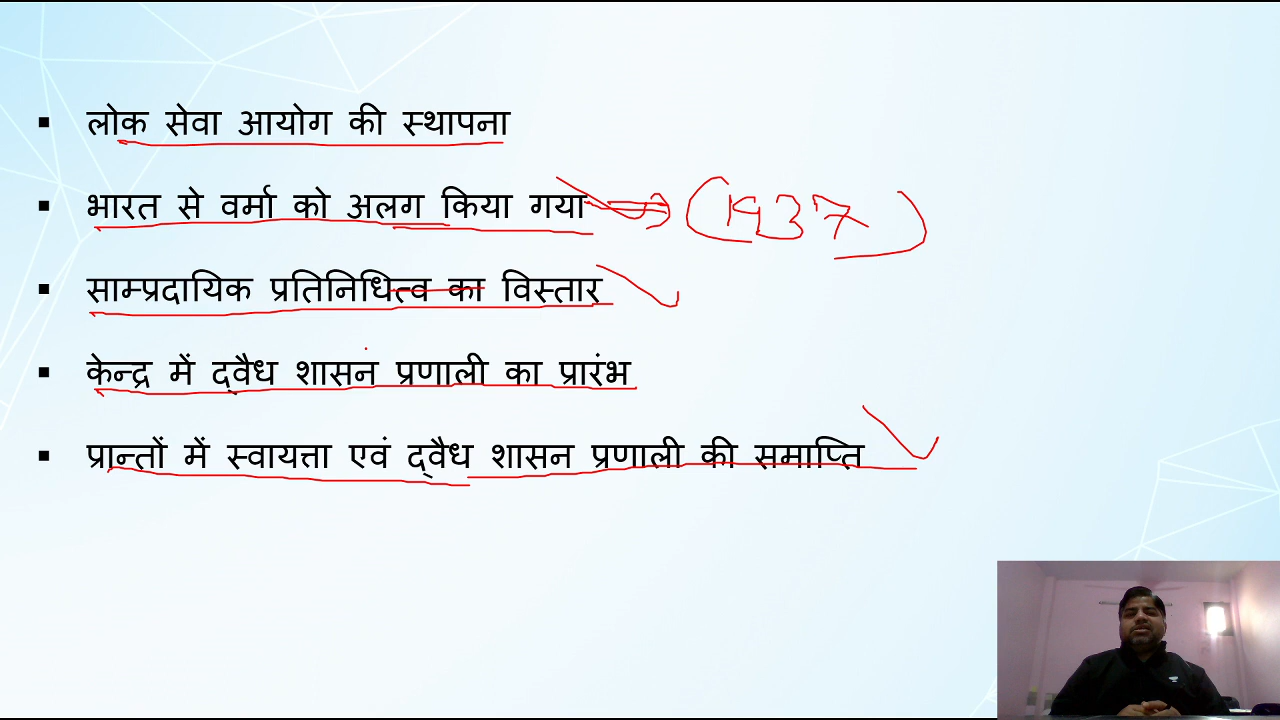 ▪ लोक सेवा आयोग की स्थापना
▪ भारत से वर्मा को अलग किया गया (1937)
▪ साम्प्रदायिक प्रतिनिधित्व का विस्तार
▪ केन्द्र में द्वैध शासन प्रणाली का प्रारंभ
▪ प्रान्तों में स्वायत्ता एवं द्वैध शासन प्रणाली की समाप्ति